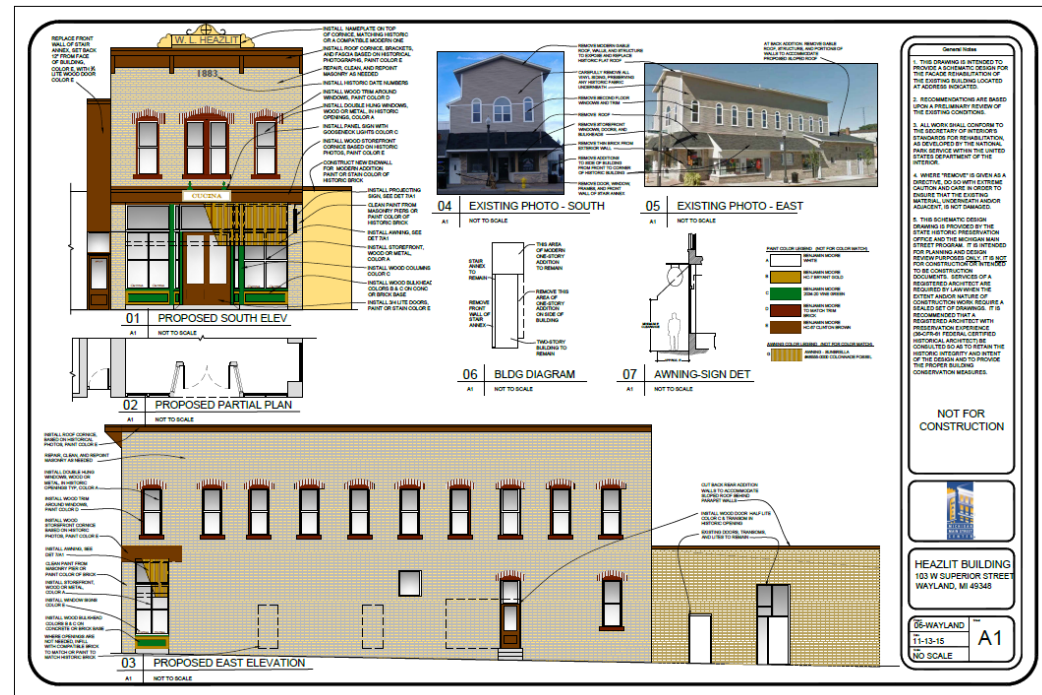 REPLACE FRONT
WALL OF STAIR
ANNEX, SET BACK
12" FROM FACE
OF BUILDING,
COLOR E, WITH
LITE WOOD DOOR
COLOR E
W. L. HEAZLIT
1883
CUCINA
INSTALL NAMEPLATE ON TOP
OF CORNICE, MATCHING HISTORIC
OR A COMPATIBLE MODERN ONE
INSTALL ROOF CORNICE, BRACKETS,
AND FASCIA BASED ON HISTORICAL
PHOTOGRAPHS, PAINT COLOR E
REPAIR, CLEAN, AND REPOINT
MASONRY AS NEEDED
INSTALL HISTORIC DATE NUMBERS
INSTALL WOOD TRIM AROUND
WINDOWS, PAINT COLOR D
INSTALL DOUBLE HUNG WINDOWS,
WOOD OR METAL, IN HISTORIC
OPENINGS, COLOR A
INSTALL PANEL SIGN WITH
GOOSENECK LIGHTS COLOR C
INSTALL WOOD STOREFRONT
CORNICE BASED ON HISTORIC
PHOTOS, PAINT COLOR E
CONSTRUCT NEW ENDWALL
FOR MODERN ADDITION
PAINT OR STAIN COLOR OF
HISTORIC BRICK
INSTALL PROJECTING
SIGN, SEE DET 7/A1
CLEAN PAINT FROM
MASONRY PIERS OR
PAINT COLOR OF
HISTORIC BRICK
INSTALL AWNING, SEE
DET 7/A1
INSTALL STOREFRONT,
WOOD OR METAL,
COLOR A
INSTALL WOOD COLUMNS
COLOR C
INSTALL WOOD BULKHEAD
COLORS B & C ON CONC
OR BRICK BASE
INSTALL 3/4 LITE DOORS,
PAINT OR STAIN COLOR E
01 PROPOSED SOUTH ELEV
A1 NOT TO SCALE
02 PROPOSED PARTIAL PLAN
A1 NOT TO SCALE
REMOVE MODERN GABLE
ROOF, WALLS, AND STRUCTURE
TO EXPOSE AND REPLACE
HISTORIC FLAT ROOF
CAREFULLY REMOVE ALL
VINYL SIDING, PRESERVING
ANY HISTORIC FABRIC
UNDERNEATH
REMOVE SECOND FLOOR
WINDOWS AND TRIM
REMOVE ROOF
REMOVE STOREFRONT
WINDOWS, DOORS, AND
BULKHEADS
REMOVE THIN BRICK FROM
EXTERIOR WALL
REMOVE ADDITIONS
TO SIDE OF BUILDING
FROM FRONT TO CORNER
OF HISTORIC BUILDING
REMOVE DOOR, WINDOW,
FRAMES, AND FRONT
WALL OF STAIR ANNEX
04 EXISTING PHOTO - SOUTH
A1 NOT TO SCALE
AT BACK ADDITION, REMOVE GABLE
ROOF, STRUCTURE, AND PORTIONS OF
WALLS TO ACCOMMODATE
PROPOSED SLOPED ROOF
05 EXISTING PHOTO - EAST
NOT TO SCALE
STAIR
ANNEX TO
REMAIN
REMOVE
FRONT
WALL OF
STAIR
ANNEX
THIS AREA
OF MODERN
ONE-STORY
ADDITION
TO REMAIN
REMOVE THIS
AREA OF
ONE-STORY
ADDITION
ON SIDE OF
BUILDING
TWO-STORY
BUILDING TO
REMAIN
06 BLDG DIAGRAM
A1 NOT TO SCALE
07 AWNING-SIGN DET
A1 NOT TO SCALE
PAINT COLOR LEGEND (NOT FOR COLOR MATCH)
A BENJAMIN MOORE
WHITE
B BENJAMIN MOORE
HC-7 BRYANT GOLD
C BENJAMIN MOORE
VINE GREEN
D BENJAMIN MOORE
TO MATCH TRIM
BRICK
E BENJAMIN MOORE
CLINTON BROWN
AWNING COLOR LEGEND (NOT FOR COLOR MATCH)
AWNING - SUNBRELLA
COLONNADE FOSSIL
INSTALL ROOF CORNICE,
BASED ON HISTORICAL
PHOTOS, PAINT COLOR E
REPAIR, CLEAN, AND REPOINT
MASONRY AS NEEDED
INSTALL DOUBLE HUNG
WINDOWS, WOOD OR
METAL, IN HISTORIC
OPENINGS TYP, COLOR A
INSTALL WOOD TRIM
AROUND WINDOWS,
PAINT COLOR D
INSTALL WOOD
STOREFRONT CORNICE
BASED ON HISTORIC
PHOTOS, PAINT COLOR E
INSTALL AWNING, SEE
DET 7/A1
CLEAN PAINT FROM
MASONRY PIER OR
PAINT COLOR OF BRICK
INSTALL STOREFRONT,
WOOD OR METAL,
COLOR A
INSTALL WINDOW SIGNS
COLOR B
INSTALL WOOD BULKHEAD
COLORS B & C ON
CONCRETE OR BRICK BASE
WHERE OPENINGS ARE
NOT NEEDED, INFILL
WITH COMPATIBLE BRICK
TO MATCH OR PAINT TO
MATCH HISTORIC BRICK
CUT BACK REAR ADDITION
WALLS TO ACCOMMODATE
SLOPED ROOF BEHIND
PARAPET WALLS
INSTALL WOOD DOOR HALF LITE
COLOR C & TRANSOM IN
HISTORIC OPENING
EXISTING DOORS, TRANSOMS,
AND LITES TO REMAIN
03 PROPOSED EAST ELEVATION
A1 NOT TO SCALE
General Notes
1. THIS DRAWING IS INTENDED TO
PROVIDE A SCHEMATIC DESIGN FOR
THE FACADE REHABILITATION OF
THE EXISTING BUILDING LOCATED
AT ADDRESS INDICATED.
2. RECOMMENDATIONS ARE BASED
UPON A PRELIMINARY REVIEW OF
THE EXISTING CONDITIONS.
3. ALL WORK SHALL CONFORM TO
THE SECRETARY OF INTERIOR'S
STANDARDS FOR REHABILITATION,
AS DEVELOPED BY THE NATIONAL
PARK SERVICE WITHIN THE UNITED
STATES DEPARTMENT OF THE
INTERIOR.
4. WHERE "REMOVE" IS GIVEN AS A
DIRECTIVE, DO SO WITH EXTREME
CAUTION AND CARE IN ORDER TO
ENSURE THAT THE EXISTING
MATERIAL, UNDERNEATH AND/OR
ADJACENT, IS NOT DAMAGED.
5. THIS SCHEMATIC DESIGN
DRAWING IS PROVIDED BY THE
STATE HISTORIC PRESERVATION
OFFICE AND THE MICHIGAN MAIN
STREET PROGRAM. IT IS INTENDED
FOR PLANNING AND DESIGN
REVIEW PURPOSES ONLY. IT IS NOT
FOR CONSTRUCTION OR INTENDED
TO BE CONSTRUCTION
DOCUMENTS. SERVICES OF A
REGISTERED ARCHITECT ARE
REQUIRED BY LAW WHEN THE
EXTENT AND/OR NATURE OF
CONSTRUCTION WORK REQUIRE A
SEALED SET OF DRAWINGS. IT IS
RECOMMENDED THAT A
REGISTERED ARCHITECT WITH
PRESERVATION EXPERIENCE
(36-CFR-61 FEDERAL CERTIFIED
HISTORICAL ARCHITECT) BE
CONSULTED SO AS TO RETAIN THE
HISTORIC INTEGRITY AND INTENT
OF THE DESIGN AND TO PROVIDE
THE PROPER BUILDING
CONSERVATION MEASURES.
NOT FOR
CONSTRUCTION
HEAZLIT BUILDING
103 W SUPERIOR STREET
WAYLAND, MI 49348
06-WAYLAND
11-13-15
NO SCALE
A1